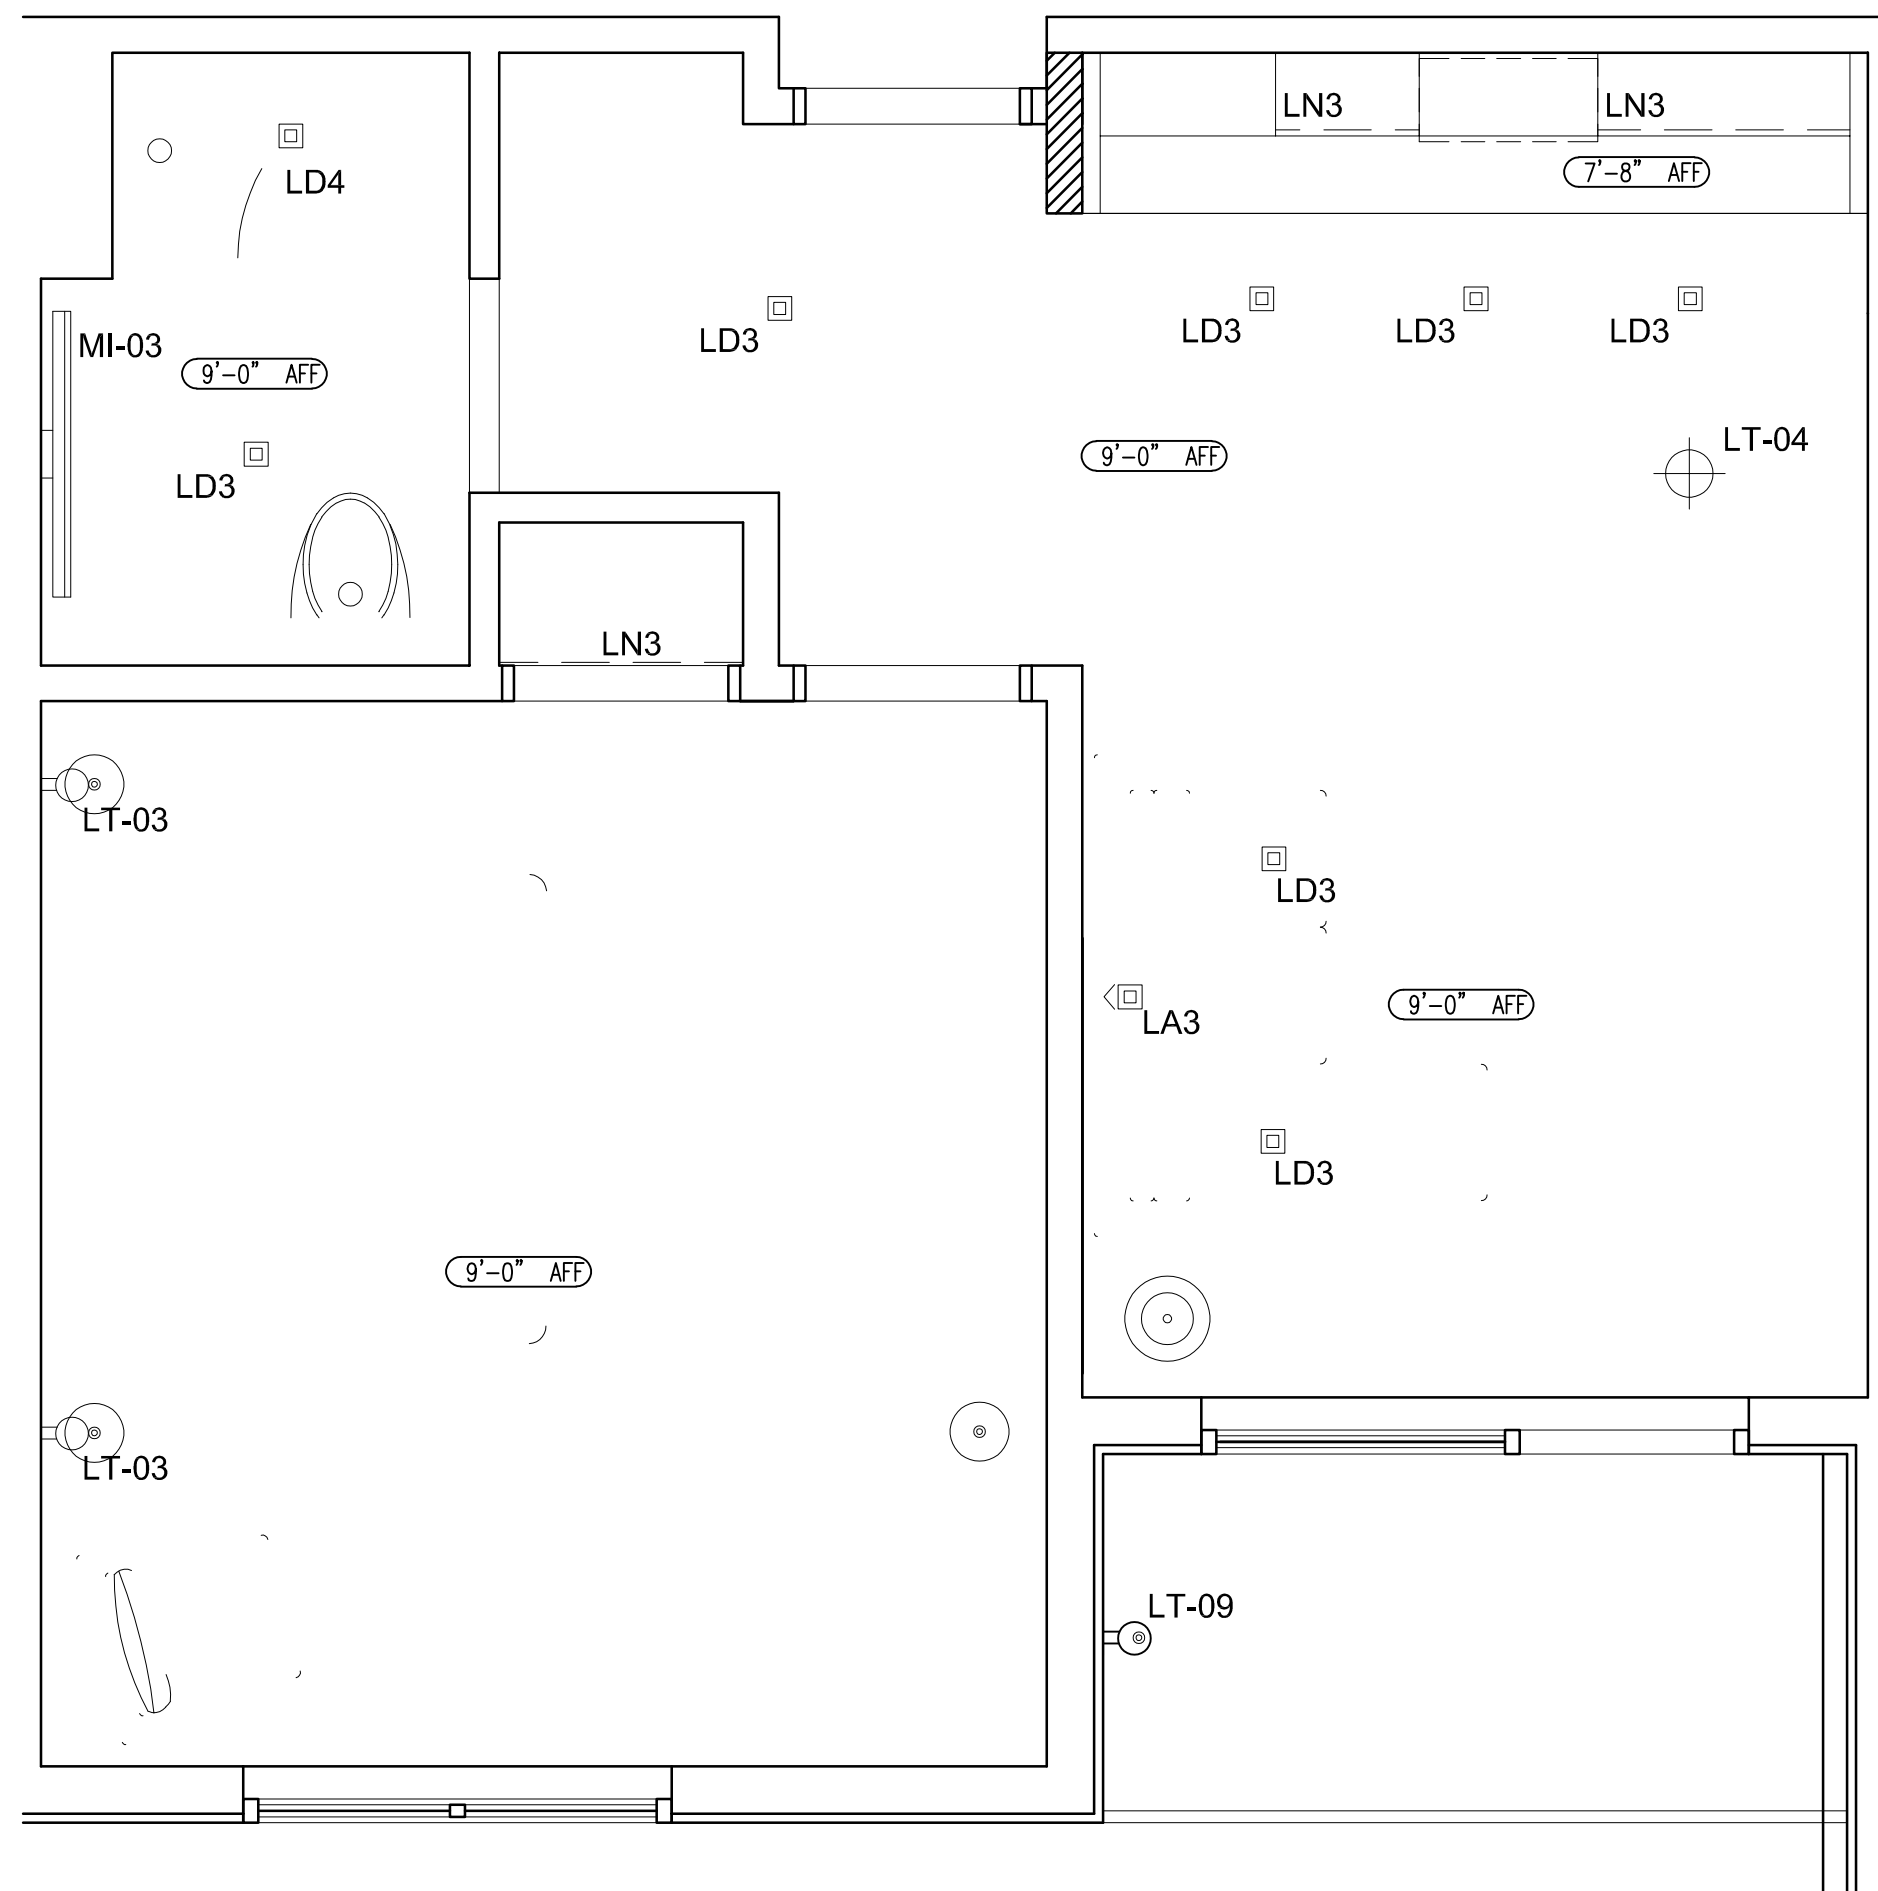 LN3
LN3
7'-8" AFF
LD4
MI-03
9'-0" AFF
LD3
LD3
LD3
LD3
LD3
9'-0" AFF
LT-04
LN3
LT-03
LD3
LA3
9'-0" AFF
LD3
9'-0" AFF
LT-03
LT-09